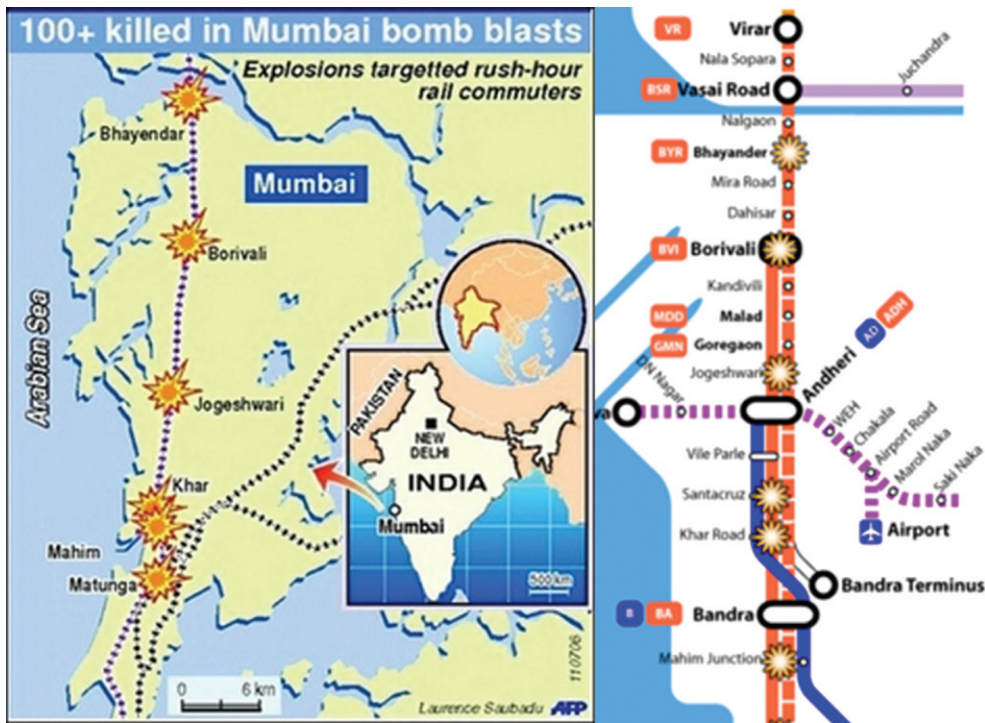 100+ killed in Mumbai bomb blasts
Explosions targetted rush-hour
rail commuters
Bhayendar
Mumbai
Borivali
Arabian Sea
Jogeshwari
Khar
Mahim
Matunga
PAKISTAN
NEW
DELHI
INDIA
Mumbai
500 km
0 6 km
110706
Laurence Saubadu AFP
VR Virar
Nala Sopara
BSR Vasai Road
Juchandra
Nalgaon
BYR Bhayander
Mira Road
Dahisar
BVI Borivali
Kandivili
MDD Malad
GMN Goregaon
Jogeshwari
Andheri
AD
ADH
DN Nagar
va
WEH
Chakala
Airport Road
Marol Naka
Saki Naka
Vile Parle
Santacruz
Khar Road
Airport
Bandra Terminus
B BA Bandra
Mahim Junction